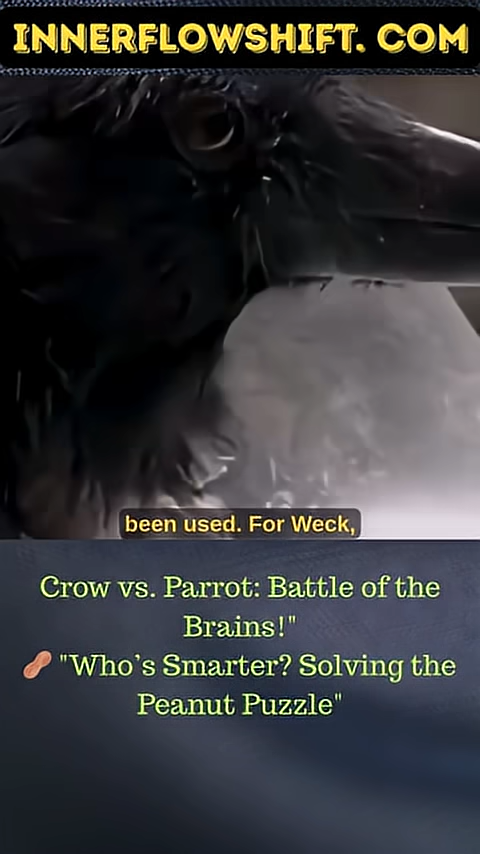 INNERFLOWSHIFT. COM
been used. For Weck,
Crow vs. Parrot: Battle of the
Brains!"
🥜 "Who's Smarter? Solving the
Peanut Puzzle"